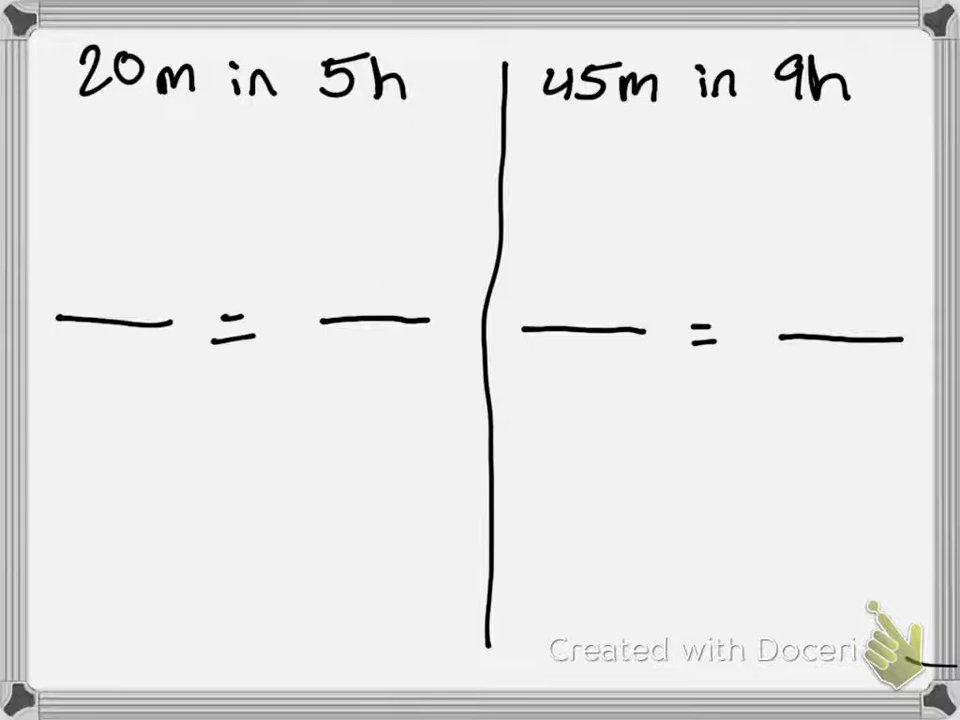 20m in 5h
45m in 9h
=
=
Created with Doceri